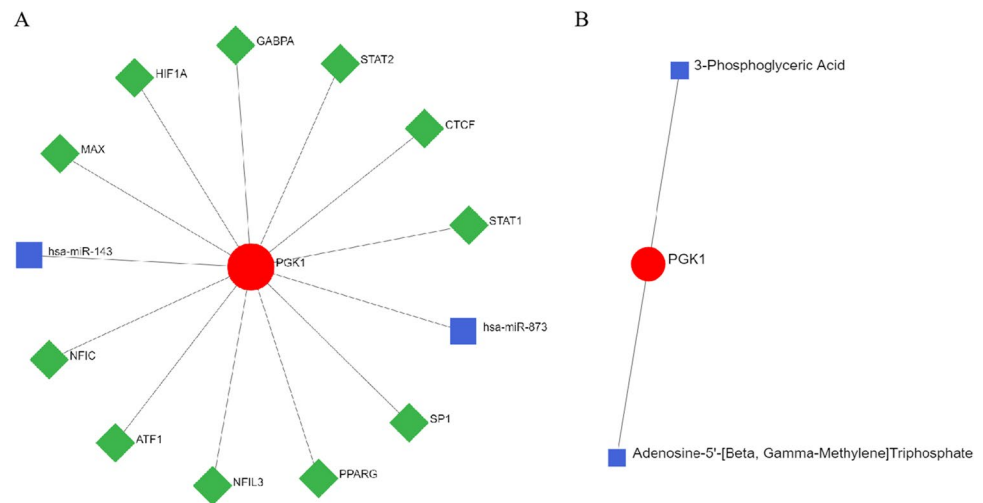 A
B
GABPA
STAT2
3-Phosphoglyceric Acid
HIF1A
CTCF
MAX
STAT1
hsa-miR-143
PGK1
PGK1
hsa-miR-873
NFIC
SP1
ATF1
Adenosine-5'-[Beta, Gamma-Methylene]Triphosphate
PPARG
NFIL3